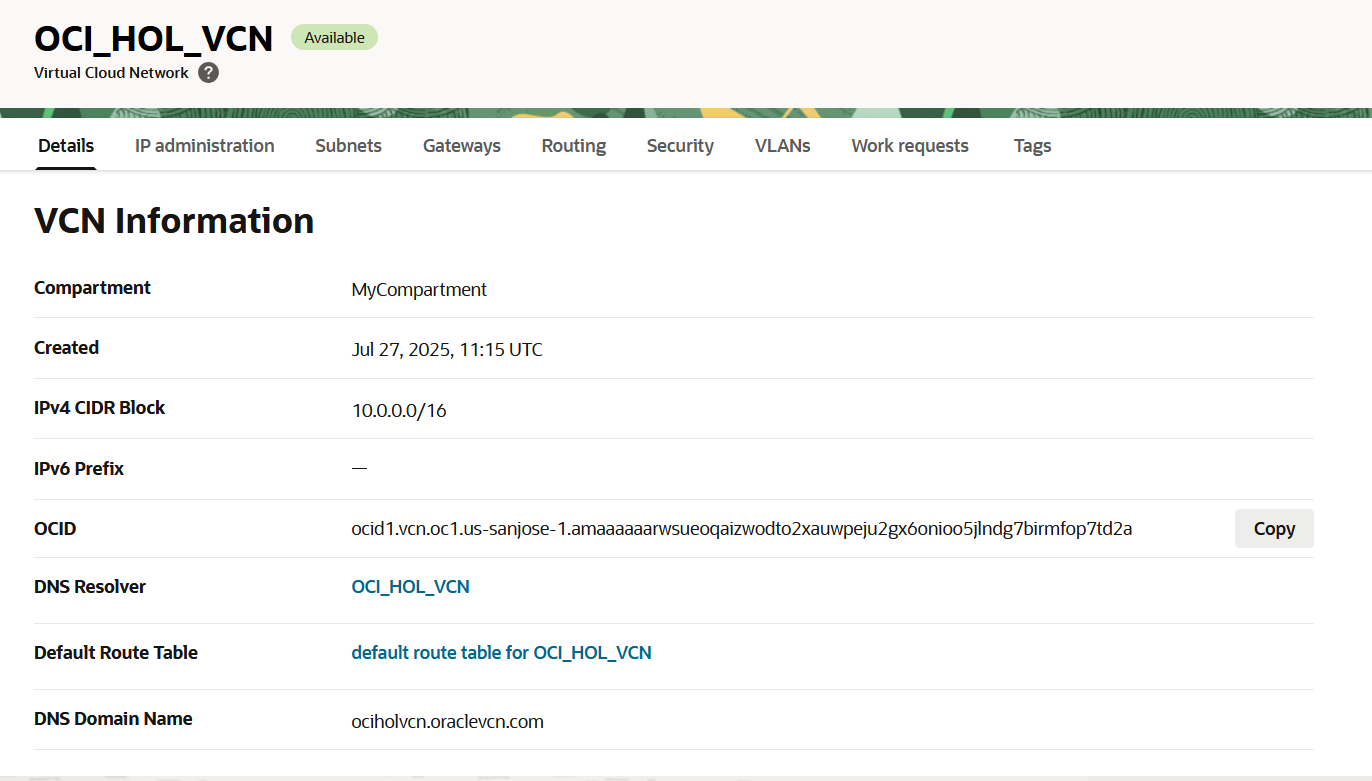 OCI_HOL_VCN Available
Virtual Cloud Network ?
Details IP administration Subnets Gateways Routing Security VLANs Work requests Tags
VCN Information
Compartment MyCompartment
Created Jul 27, 2025, 11:15 UTC
IPv4 CIDR Block 10.0.0.0/16
IPv6 Prefix —
OCID ocid1.vcn.oc1.us-sanjose-1.amaaaaaarwsueoqaizwodto2xauwpeju2gx6onioo5jlndg7birmfop7td2a Copy
DNS Resolver OCI_HOL_VCN
Default Route Table default route table for OCI_HOL_VCN
DNS Domain Name ociholvcn.oraclevcn.com